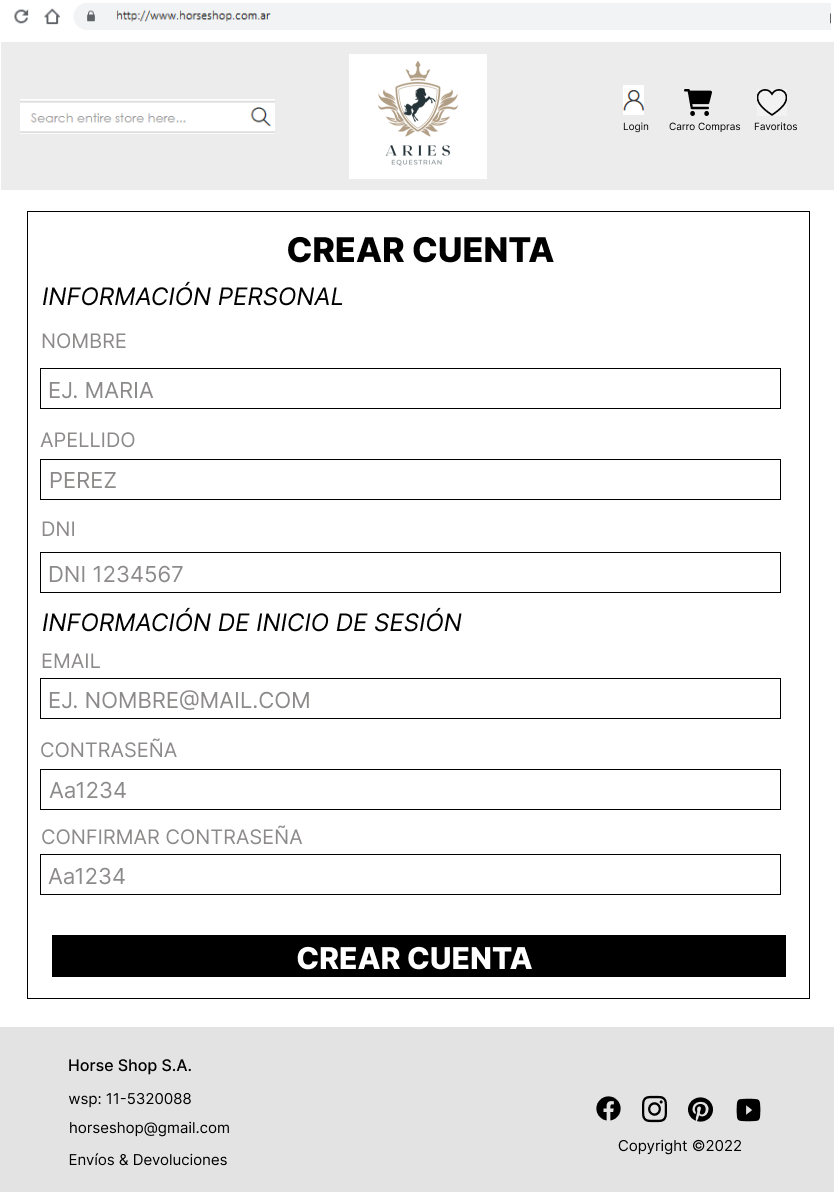 http://www.horseshop.com.ar
Search entire store here...
ARIES
EQUESTRIAN
Login
Carro Compras
Favoritos
CREAR CUENTA
INFORMACIÓN PERSONAL
NOMBRE
EJ. MARIA
APELLIDO
PEREZ
DNI
DNI 1234567
INFORMACIÓN DE INICIO DE SESIÓN
EMAIL
EJ. NOMBRE@MAIL.COM
CONTRASEÑA
Aa1234
CONFIRMAR CONTRASEÑA
Aa1234
CREAR CUENTA
Horse Shop S.A.
wsp: 11-5320088
horseshop@gmail.com
Envíos & Devoluciones
Copyright ©2022